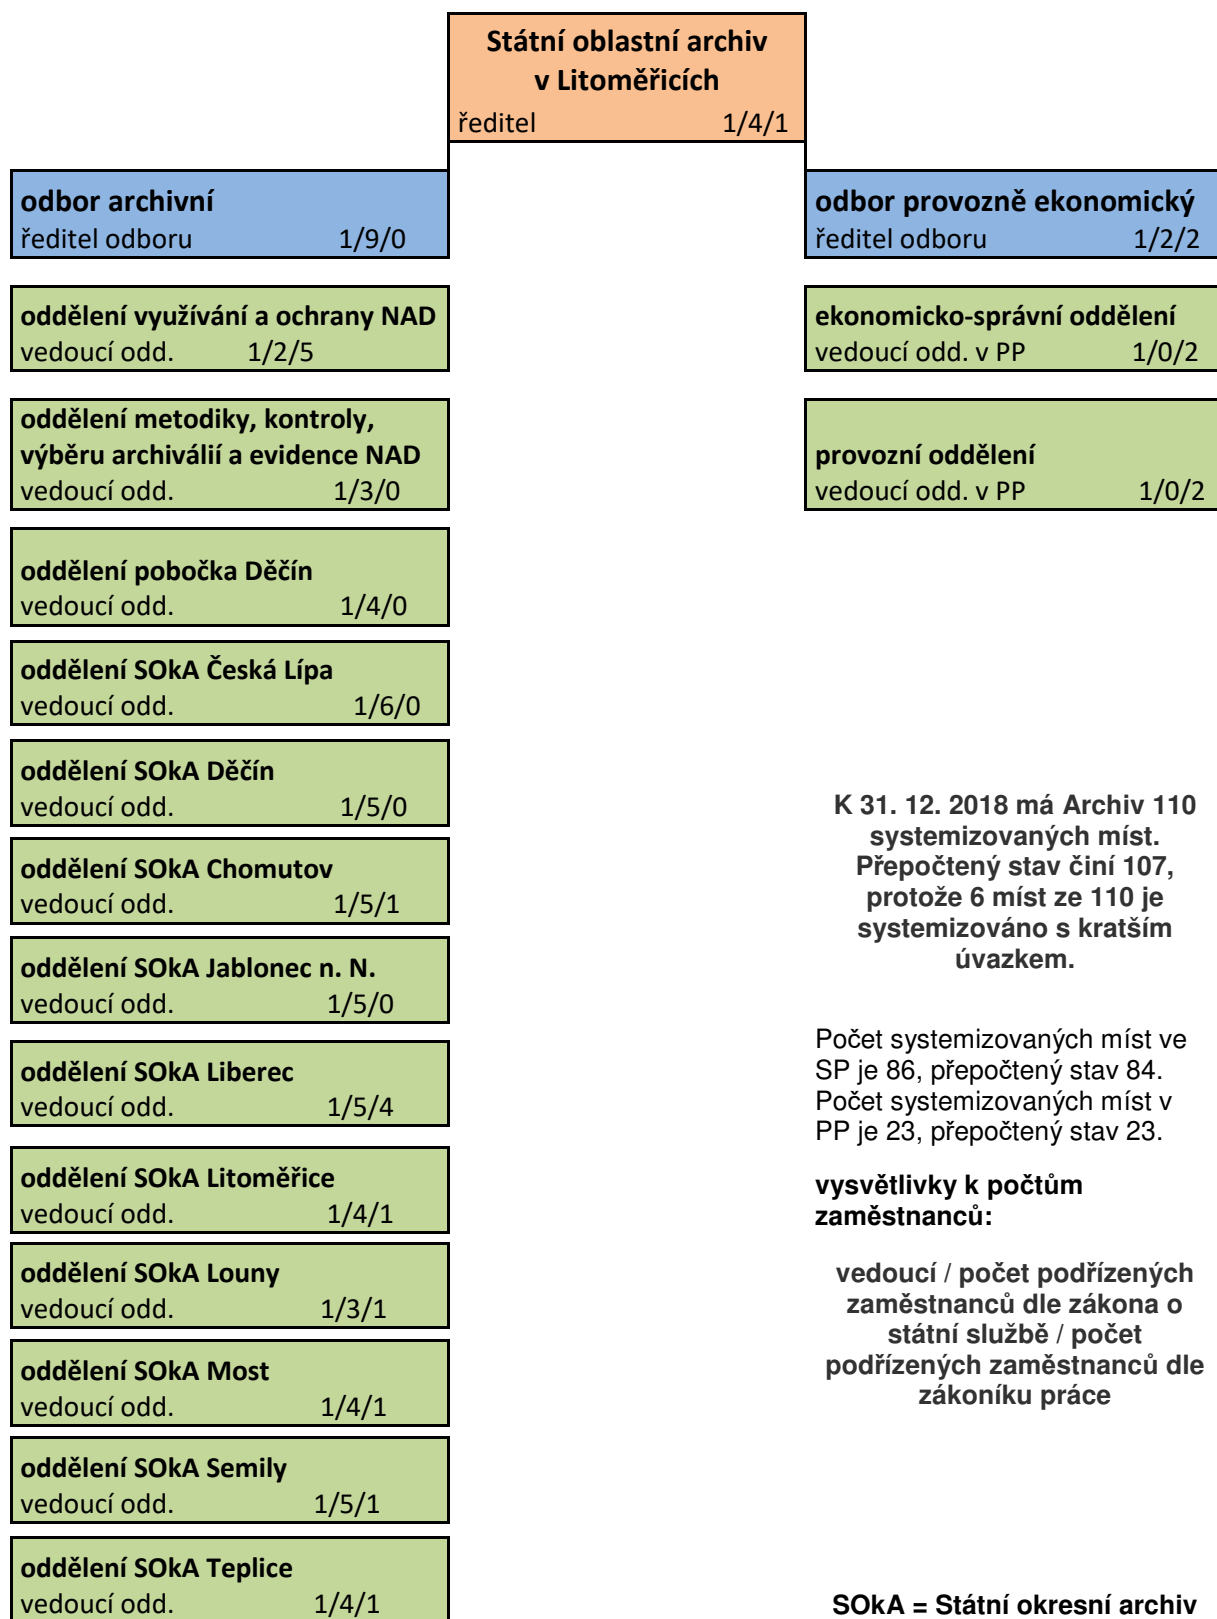 Státní oblastní archiv
v Litoměřicích
ředitel 1/4/1
odbor archivní
ředitel odboru 1/9/0
oddělení využívání a ochrany NAD
vedoucí odd. 1/2/5
oddělení metodiky, kontroly,
výběru archiválií a evidence NAD
vedoucí odd. 1/3/0
oddělení pobočka Děčín
vedoucí odd. 1/4/0
oddělení SOkA Česká Lípa
vedoucí odd. 1/6/0
oddělení SOkA Děčín
vedoucí odd. 1/5/0
oddělení SOkA Chomutov
vedoucí odd. 1/5/1
oddělení SOkA Jablonec n. N.
vedoucí odd. 1/5/0
oddělení SOkA Liberec
vedoucí odd. 1/5/4
oddělení SOkA Litoměřice
vedoucí odd. 1/4/1
oddělení SOkA Louny
vedoucí odd. 1/3/1
oddělení SOkA Most
vedoucí odd. 1/4/1
oddělení SOkA Semily
vedoucí odd. 1/5/1
oddělení SOkA Teplice
vedoucí odd. 1/4/1
odbor provozně ekonomický
ředitel odboru 1/2/2
ekonomicko-správní oddělení
vedoucí odd. v PP 1/0/2
provozní oddělení
vedoucí odd. v PP 1/0/2
K 31. 12. 2018 má Archiv 110
systemizovaných míst.
Přepočtený stav činí 107,
protože 6 míst ze 110 je
systemizováno s kratším
úvazkem.
Počet systemizovaných míst ve
SP je 86, přepočtený stav 84.
Počet systemizovaných míst v
PP je 23, přepočtený stav 23.
vysvětlivky k počtům
zaměstnanců:
vedoucí / počet podřízených
zaměstnanců dle zákona o
státní službě / počet
podřízených zaměstnanců dle
zákoníku práce
SOkA = Státní okresní archiv